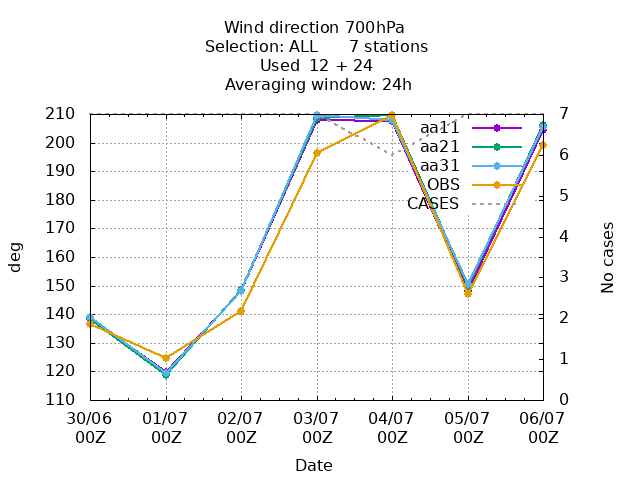 Wind direction 700hPa
Selection: ALL 7 stations
Used 12 + 24
Averaging window: 24h
210
200
190
180
170
160
150
140
130
120
110
deg
7
6
5
4
3
2
1
0
No cases
aa11
aa21
aa31
OBS
CASES
30/06 01/07 02/07 03/07 04/07 05/07 06/07
00Z 00Z 00Z 00Z 00Z 00Z 00Z
Date